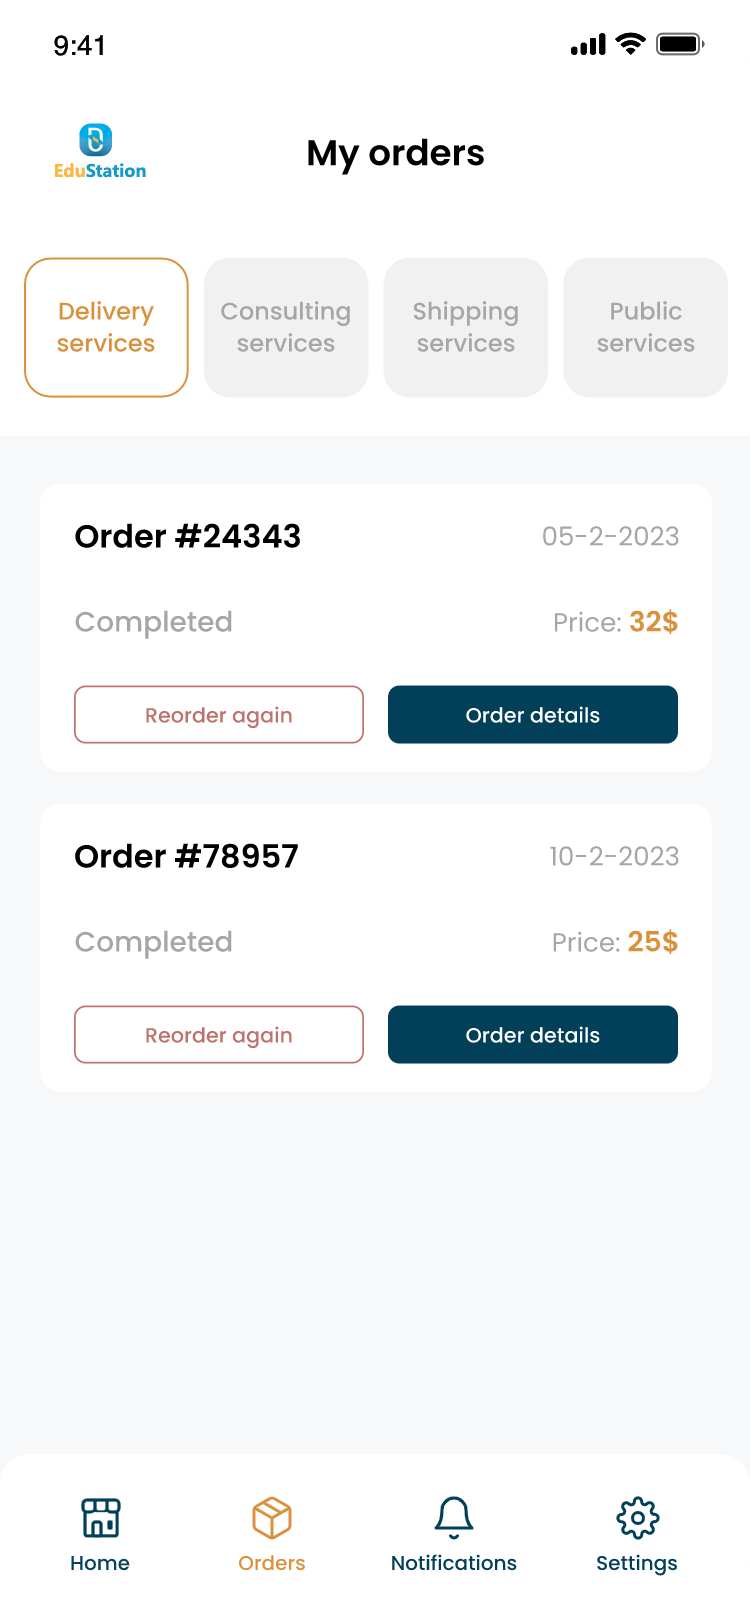 9:41
EduStation
My orders
Delivery services
Consulting services
Shipping services
Public services
Order #24343
05-2-2023
Completed
Price: 32$
Reorder again
Order details
Order #78957
10-2-2023
Completed
Price: 25$
Reorder again
Order details
Home
Orders
Notifications
Settings